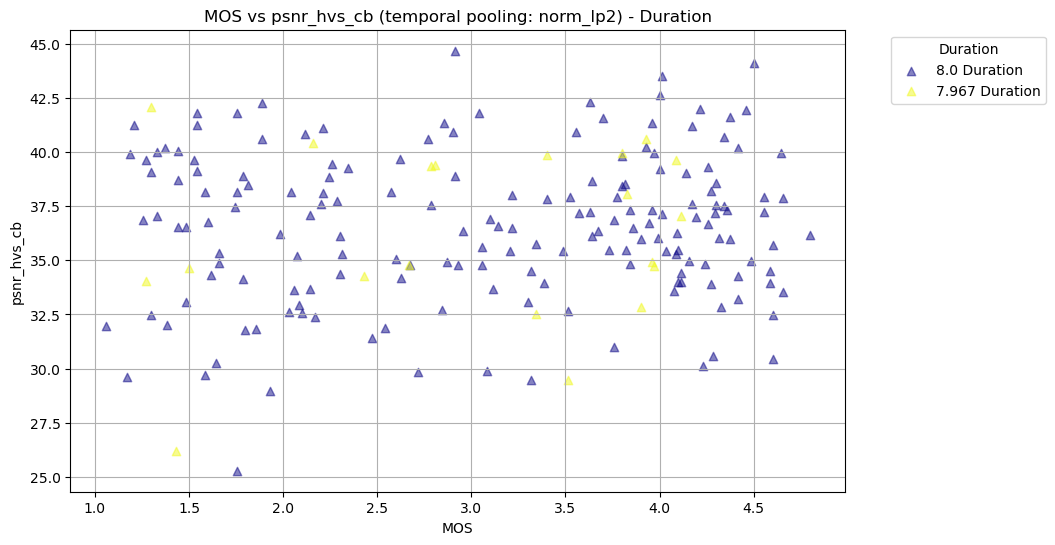 MOS vs psnr_hvs_cb (temporal pooling: norm_lp2) - Duration
Duration
8.0 Duration
7.967 Duration
psnr_hvs_cb
45.0
42.5
40.0
37.5
35.0
32.5
30.0
27.5
25.0
1.0 1.5 2.0 2.5 3.0 3.5 4.0 4.5
MOS